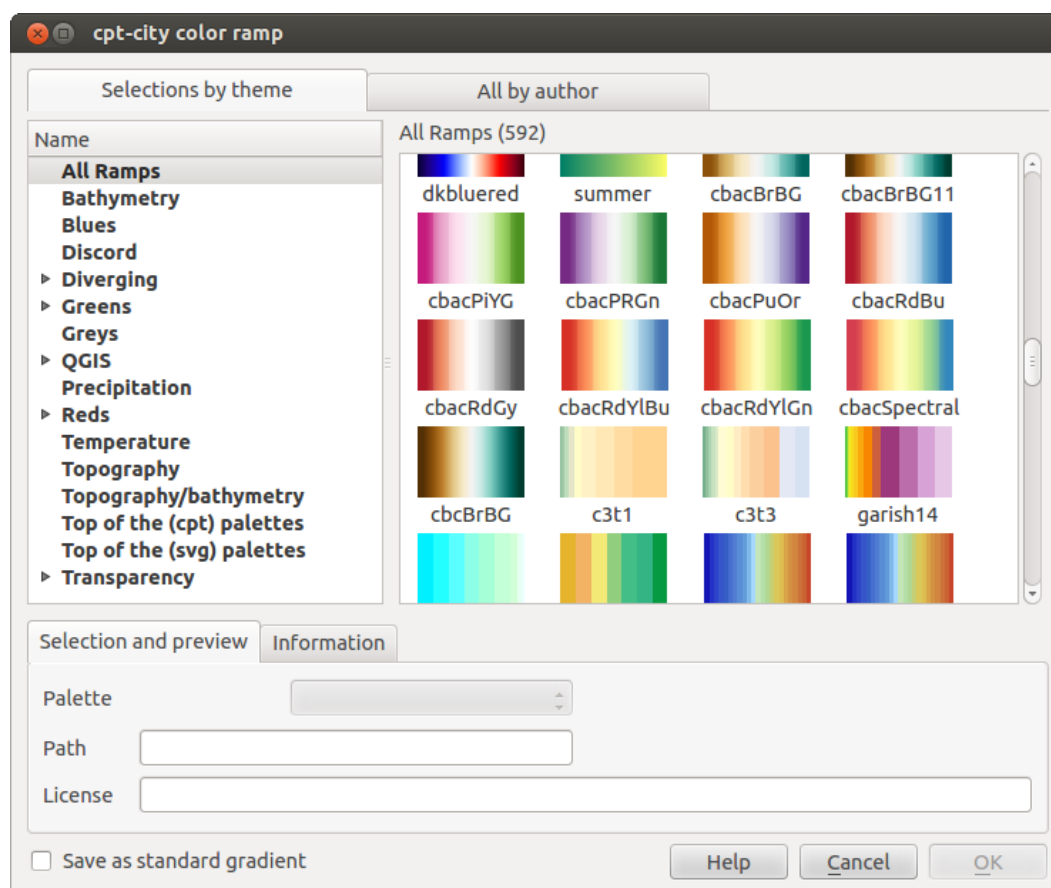 cpt-city color ramp
Selections by theme
All by author
Name
All Ramps
Bathymetry
Blues
Discord
Diverging
Greens
Greys
QGIS
Precipitation
Reds
Temperature
Topography
Topography/bathymetry
Top of the (cpt) palettes
Top of the (svg) palettes
Transparency
All Ramps (592)
dkbluered summer cbacBrBG cbacBrBG11
cbacPiYG cbacPRGn cbacPuOr cbacRdBu
cbacRdGy cbacRdYlBu cbacRdYlGn cbacSpectral
cbcBrBG c3t1 c3t3 garish14
Selection and preview
Information
Palette
Path
License
Save as standard gradient
Help
Cancel
OK